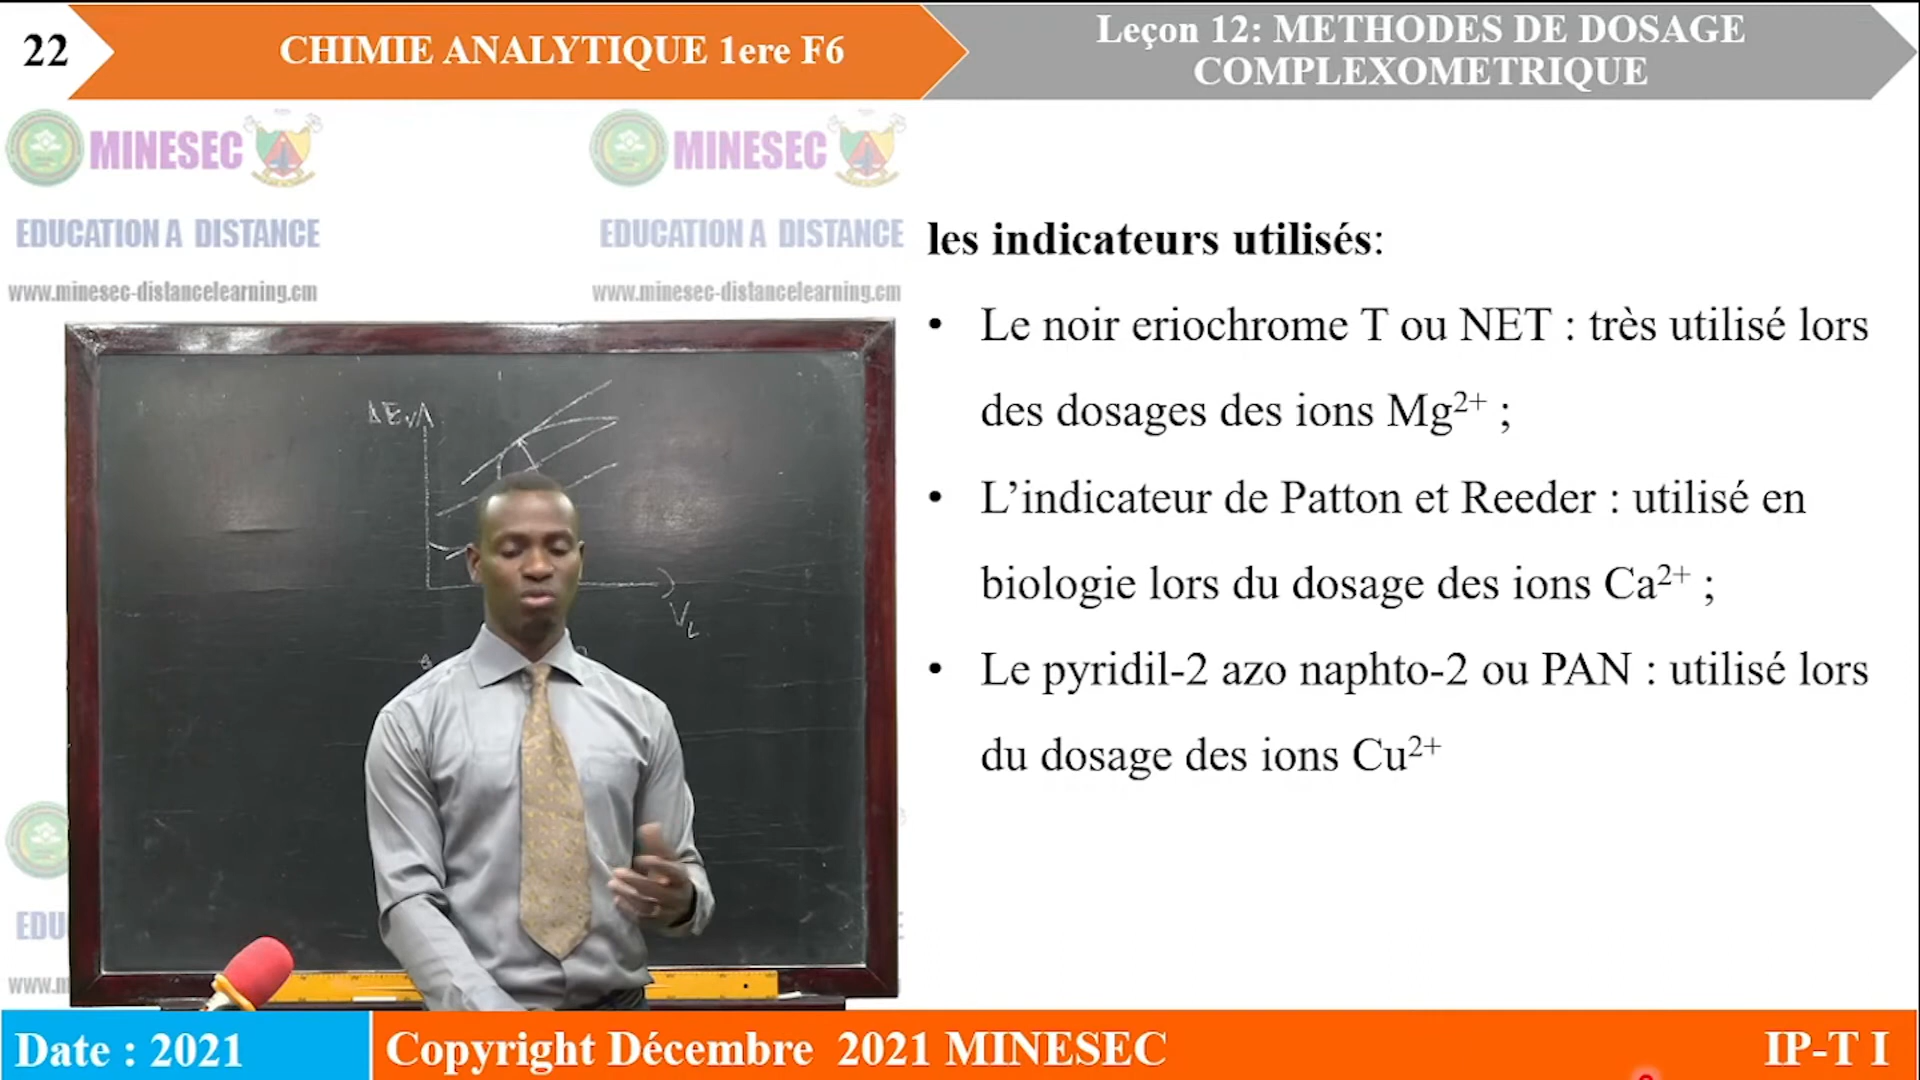 22
CHIMIE ANALYTIQUE 1ere F6
Leçon 12: METHODES DE DOSAGE
COMPLEXOMETRIQUE
MINESEC
MINESEC
EDUCATION A DISTANCE
EDUCATION A DISTANCE
www.minesec-distancelearning.cm
www.minesec-distancelearning.cm
les indicateurs utilisés:
• Le noir eriochrome T ou NET : très utilisé lors
des dosages des ions Mg²⁺ ;
• L’indicateur de Patton et Reeder : utilisé en
biologie lors du dosage des ions Ca²⁺ ;
• Le pyridil-2 azo naphto-2 ou PAN : utilisé lors
du dosage des ions Cu²⁺
ΔE
V
L
EDU
www.
Date : 2021
Copyright Décembre 2021 MINESEC
IP-T I